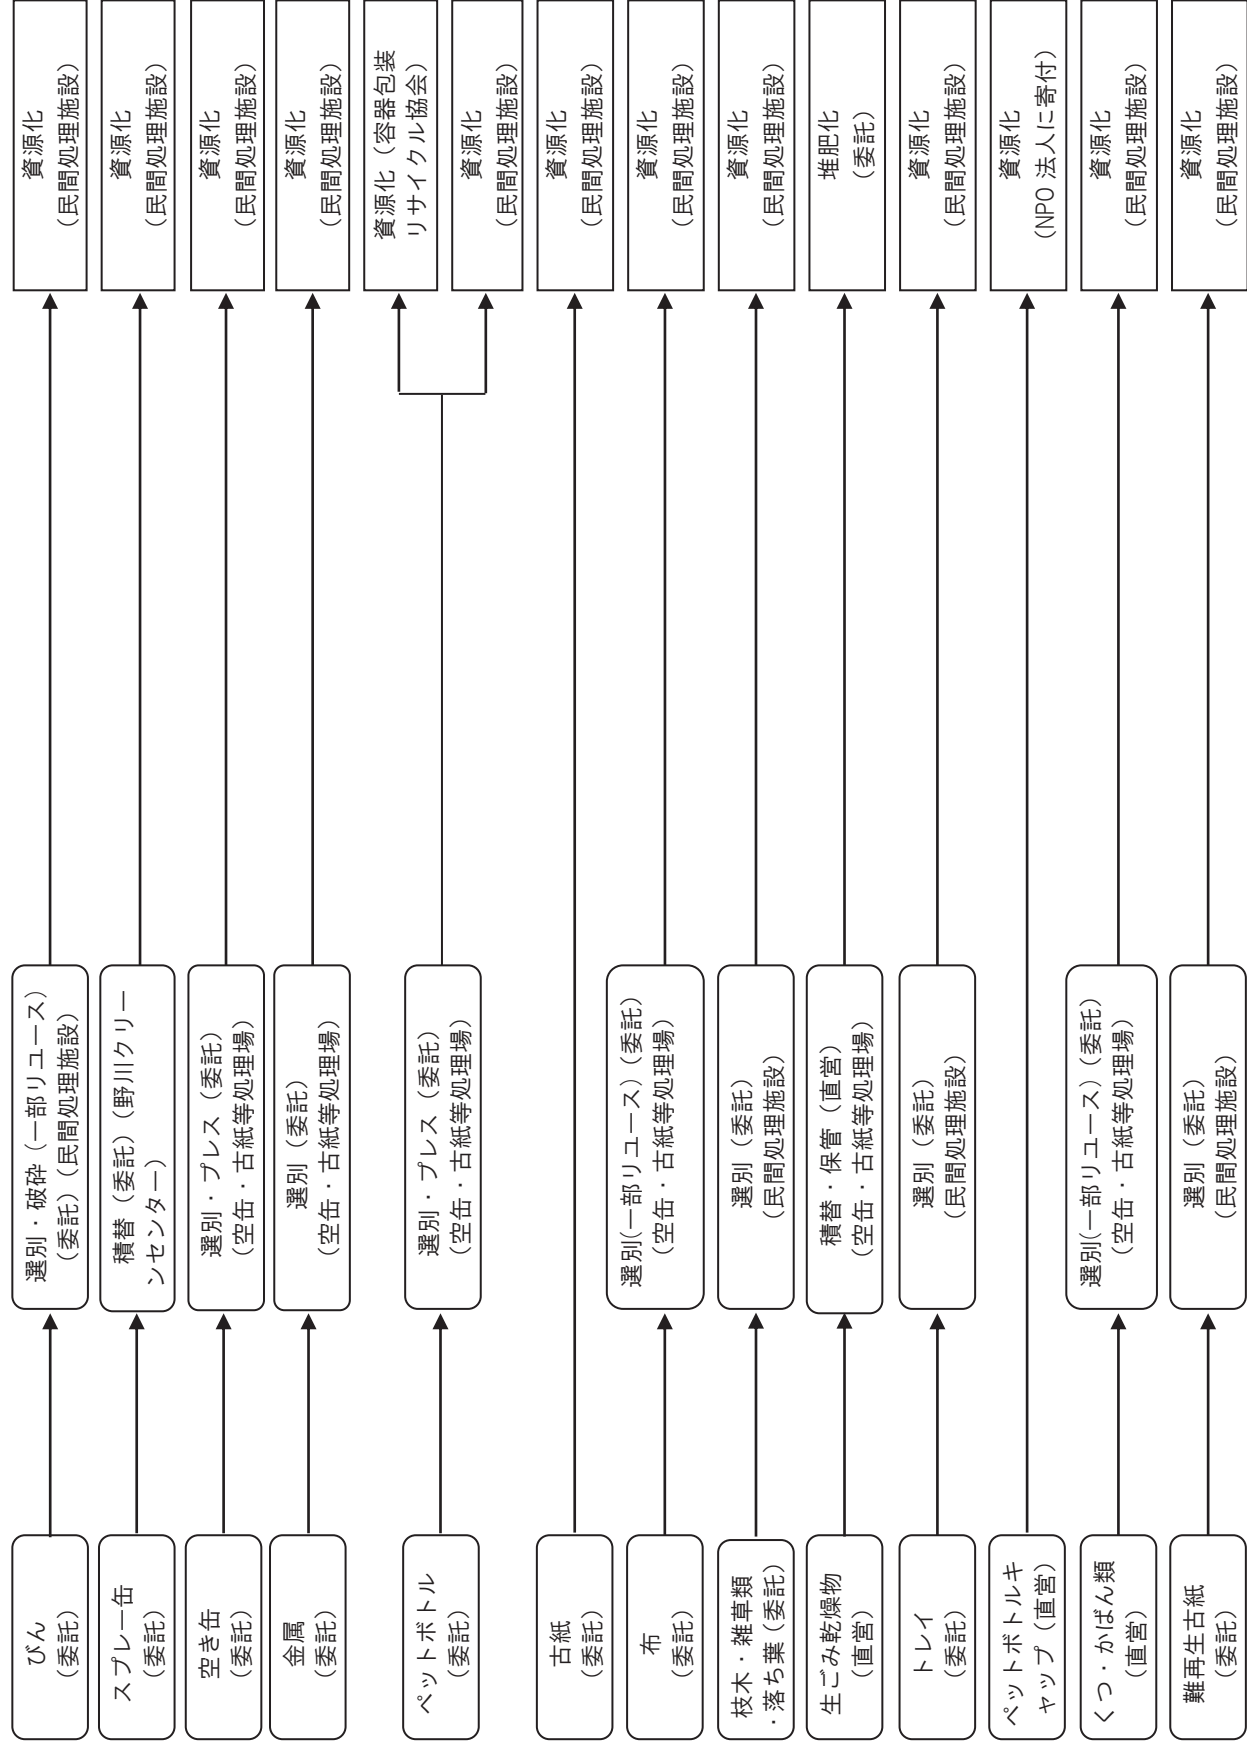 びん
（委託）
選別・破砕（一部リユース）
（委託）（民間処理施設）
資源化
（民間処理施設）
スプレー缶
（委託）
積替（委託）（野川クリー
ンセンター）
資源化
（民間処理施設）
空き缶
（委託）
選別・プレス（委託）
（空缶・古紙等処理場）
資源化
（民間処理施設）
金属
（委託）
選別（委託）
（空缶・古紙等処理場）
資源化
（民間処理施設）
ペットボトル
（委託）
選別・プレス（委託）
（空缶・古紙等処理場）
資源化（容器包装
リサイクル協会）
資源化
（民間処理施設）
古紙
（委託）
資源化
（民間処理施設）
布
（委託）
選別(一部リユース)（委託）
（空缶・古紙等処理場）
資源化
（民間処理施設）
枝木・雑草類
・落ち葉（委託）
選別（委託）
（民間処理施設）
資源化
（民間処理施設）
生ごみ乾燥物
（直営）
積替・保管（直営）
（空缶・古紙等処理場）
堆肥化
（委託）
トレイ
（委託）
選別（委託）
（民間処理施設）
資源化
（民間処理施設）
ペットボトルキ
ャップ（直営）
資源化
（NPO 法人に寄付）
くつ・かばん類
（直営）
選別(一部リユース)（委託）
（空缶・古紙等処理場）
資源化
（民間処理施設）
難再生古紙
（委託）
選別（委託）
（民間処理施設）
資源化
（民間処理施設）